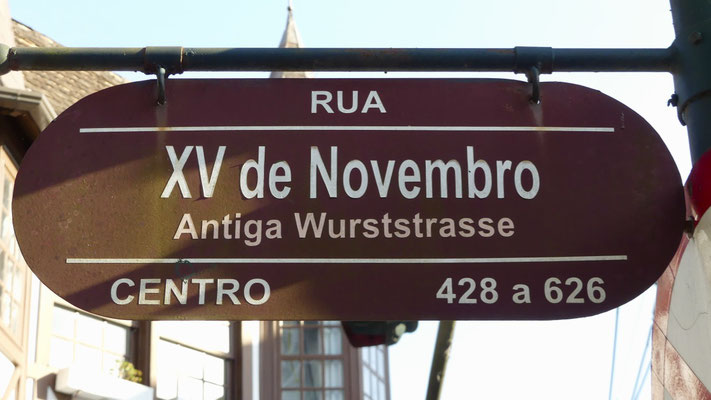 RUA
XV de Novembro
Antiga Wurststrasse
CENTRO 428 a 626